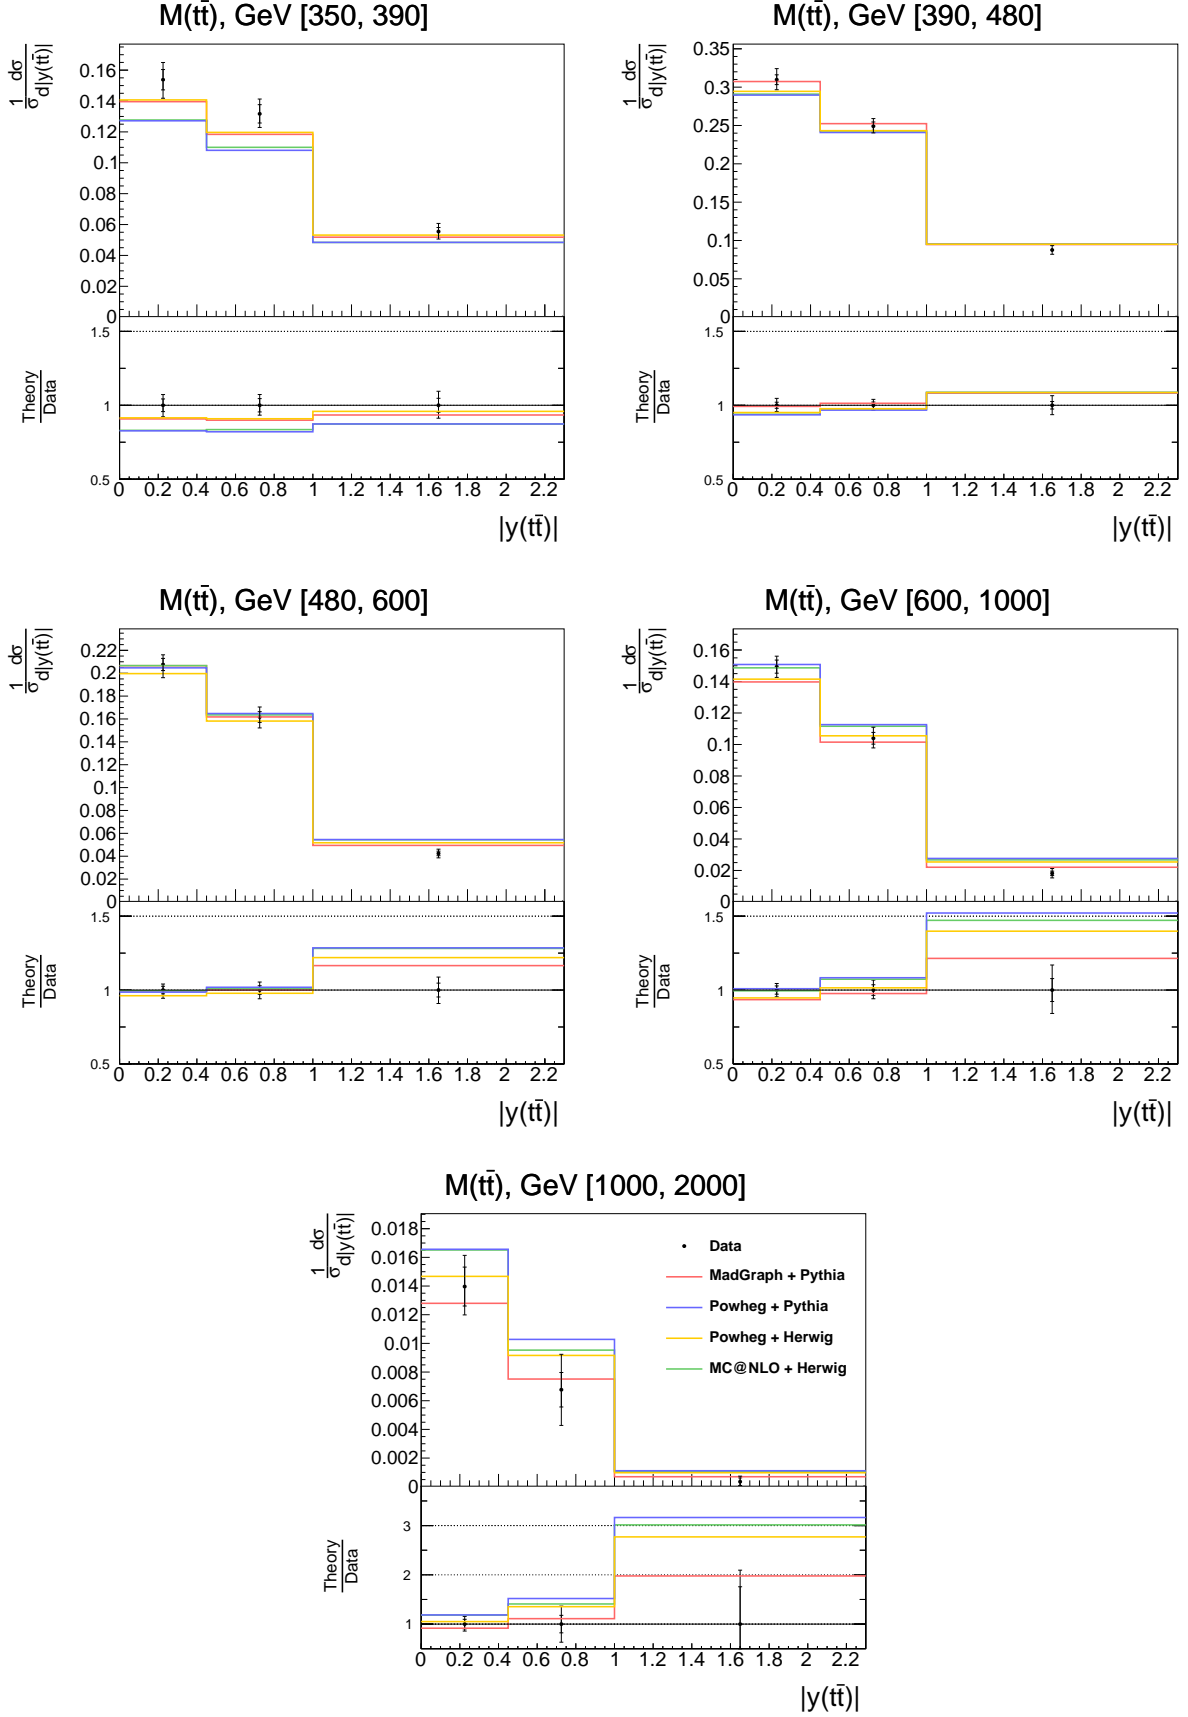 M(tt̄), GeV [350, 390]
1/σ dσ/d|y(tt̄)|
0.16
0.14
0.12
0.1
0.08
0.06
0.04
0.02
0
Theory/Data
1.5
1
0.5
0 0.2 0.4 0.6 0.8 1 1.2 1.4 1.6 1.8 2 2.2
|y(tt̄)|
M(tt̄), GeV [390, 480]
1/σ dσ/d|y(tt̄)|
0.35
0.3
0.25
0.2
0.15
0.1
0.05
0
Theory/Data
1.5
1
0.5
0 0.2 0.4 0.6 0.8 1 1.2 1.4 1.6 1.8 2 2.2
|y(tt̄)|
M(tt̄), GeV [480, 600]
1/σ dσ/d|y(tt̄)|
0.22
0.2
0.18
0.16
0.14
0.12
0.1
0.08
0.06
0.04
0.02
0
Theory/Data
1.5
1
0.5
0 0.2 0.4 0.6 0.8 1 1.2 1.4 1.6 1.8 2 2.2
|y(tt̄)|
M(tt̄), GeV [600, 1000]
1/σ dσ/d|y(tt̄)|
0.16
0.14
0.12
0.1
0.08
0.06
0.04
0.02
0
Theory/Data
1.5
1
0.5
0 0.2 0.4 0.6 0.8 1 1.2 1.4 1.6 1.8 2 2.2
|y(tt̄)|
M(tt̄), GeV [1000, 2000]
1/σ dσ/d|y(tt̄)|
0.018
0.016
0.014
0.012
0.01
0.008
0.006
0.004
0.002
0
Data
MadGraph + Pythia
Powheg + Pythia
Powheg + Herwig
MC@NLO + Herwig
Theory/Data
3
2
1
0 0.2 0.4 0.6 0.8 1 1.2 1.4 1.6 1.8 2 2.2
|y(tt̄)|